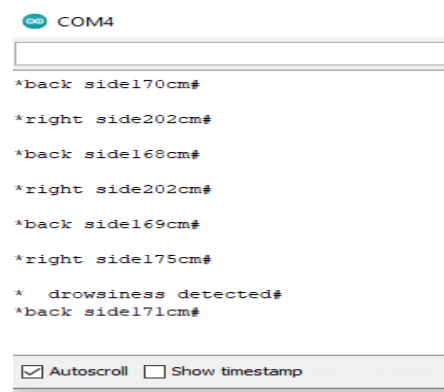 COM4
*back side170cm#
*right side202cm#
*back side168cm#
*right side202cm#
*back side169cm#
*right side175cm#
*  drowsiness detected#
*back side171cm#
Autoscroll Show timestamp